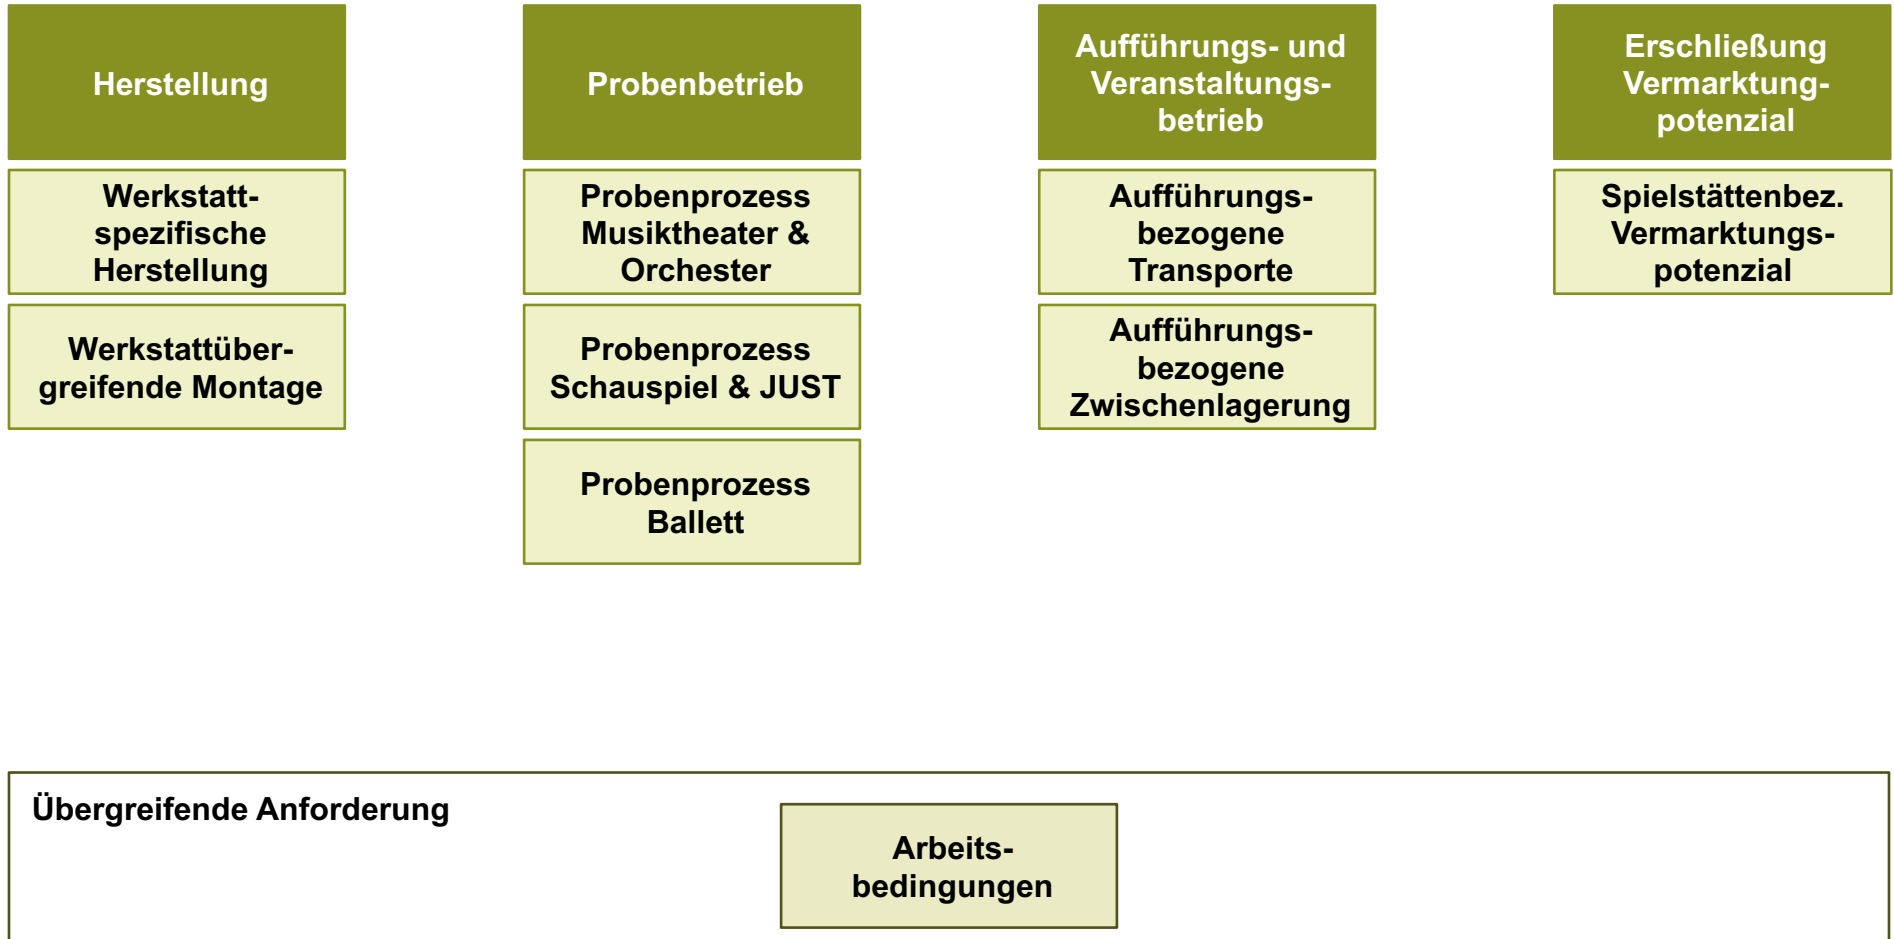 Herstellung
Werkstatt-
spezifische
Herstellung
Werkstattüber-
greifende Montage
Probenbetrieb
Probenprozess
Musiktheater &
Orchester
Probenprozess
Schauspiel & JUST
Probenprozess
Ballett
Aufführungs- und
Veranstaltungs-
betrieb
Aufführungs-
bezogene
Transporte
Aufführungs-
bezogene
Zwischenlagerung
Erschließung
Vermarktung-
potenzial
Spielstättenbez.
Vermarktungs-
potenzial
Übergreifende Anforderung
Arbeits-
bedingungen